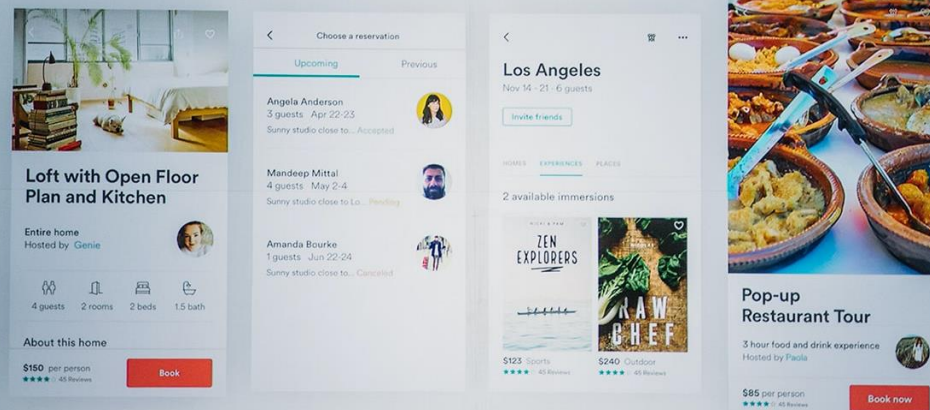 Loft with Open Floor
Plan and Kitchen
Entire home
Hosted by Genie
4 guests 2 rooms 2 beds 1.5 bath
About this home
$150 per person
45 Reviews
Book
Choose a reservation
Upcoming Previous
Angela Anderson
3 guests Apr 22-23
Sunny studio close to... Accepted
Mandeep Mittal
4 guests May 2-4
Sunny studio close to Lo... Pending
Amanda Bourke
1 guests Jun 22-24
Sunny studio close to... Canceled
Los Angeles
Nov 14 - 21 · 6 guests
Invite friends
HOMES EXPERIENCES PLACES
2 available immersions
ZEN
EXPLORERS
$123 Sports
45 Reviews
RAW
CHEF
$240 Outdoor
45 Reviews
Pop-up
Restaurant Tour
3 hour food and drink experience
Hosted by Paola
$85 per person
45 Reviews
Book now